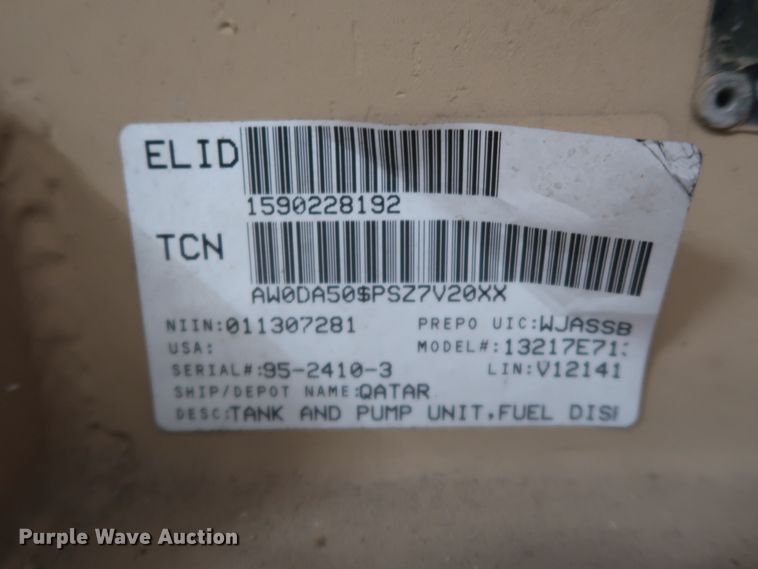 ELID
1590228192
TCN
AW0DA50$PSZ7V20XX
NIIN:011307281 PREPO UIC:WJASSB
USA: MODEL#:13217E71
SERIAL#:95-2410-3 LIN:V12141
SHIP/DEPOT NAME:QATAR
DESC:TANK AND PUMP UNIT,FUEL
Purple Wave Auction